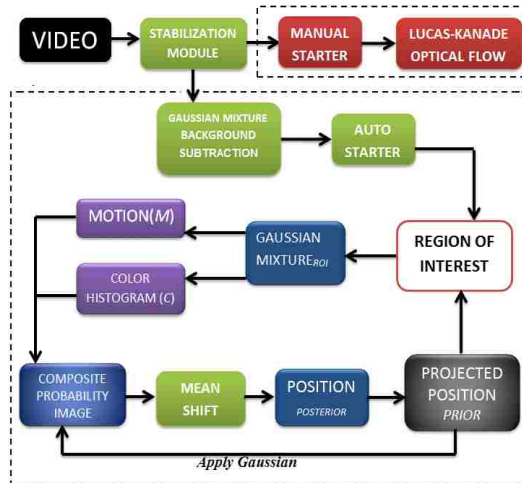 VIDEO
STABILIZATION
MODULE
MANUAL
STARTER
LUCAS-KANADE
OPTICAL FLOW
GAUSSIAN MIXTURE
BACKGROUND
SUBTRACTION
AUTO
STARTER
MOTION(M)
GAUSSIAN
MIXTURE ROI
REGION OF
INTEREST
COLOR
HISTOGRAM (C)
COMPOSITE
PROBABILITY
IMAGE
MEAN
SHIFT
POSITION
POSTERIOR
PROJECTED
POSITION
PRIOR
Apply Gaussian